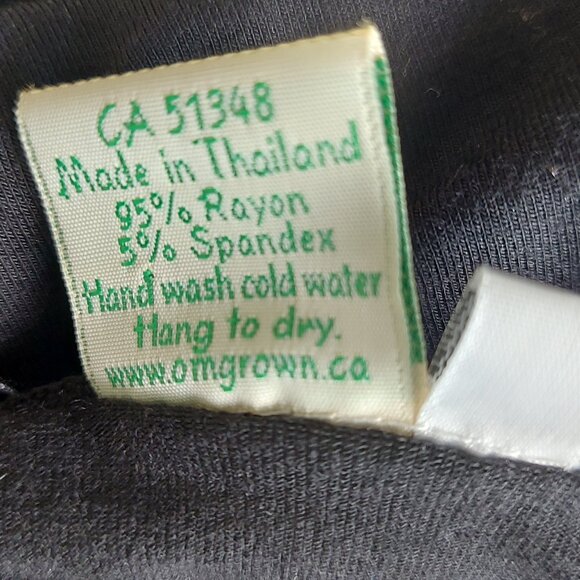 CA 51348
Made in Thailand
95% Rayon
5% Spandex
Hand wash cold water
Hang to dry.
www.omgrown.ca